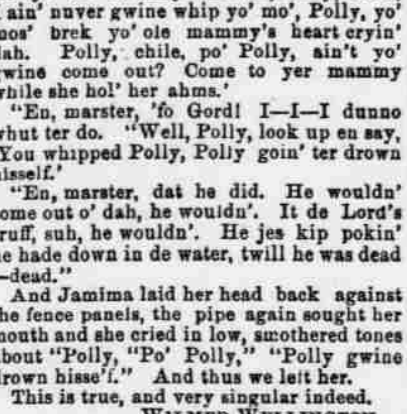 ain' nuver gwine whip yo' mo', Polly, yo'
mos' brek yo' ole mammy's heart cryin'
dah. Polly, chile, po' Polly, ain't yo'
gwine come out? Come to yer mammy
while she hol' her ahms.'
"En, marster, 'fo Gord! I—I—I dunno
whut ter do. "Well, Polly, look up en say,
You whipped Polly, Polly goin' ter drown
hisself.'
"En, marster, dat he did. He wouldn'
come out o' dah, he wouldn'. It de Lord's
truff, suh, he wouldn'. He jes kip pokin'
he hade down in de water, twill he was dead
—dead."
And Jamima laid her head back against
the fence panels, the pipe again sought her
mouth and she cried in low, smothered tones
about "Polly, "Po' Polly," "Polly gwine
drown hisse'f." And thus we left her.
This is true, and very singular indeed.